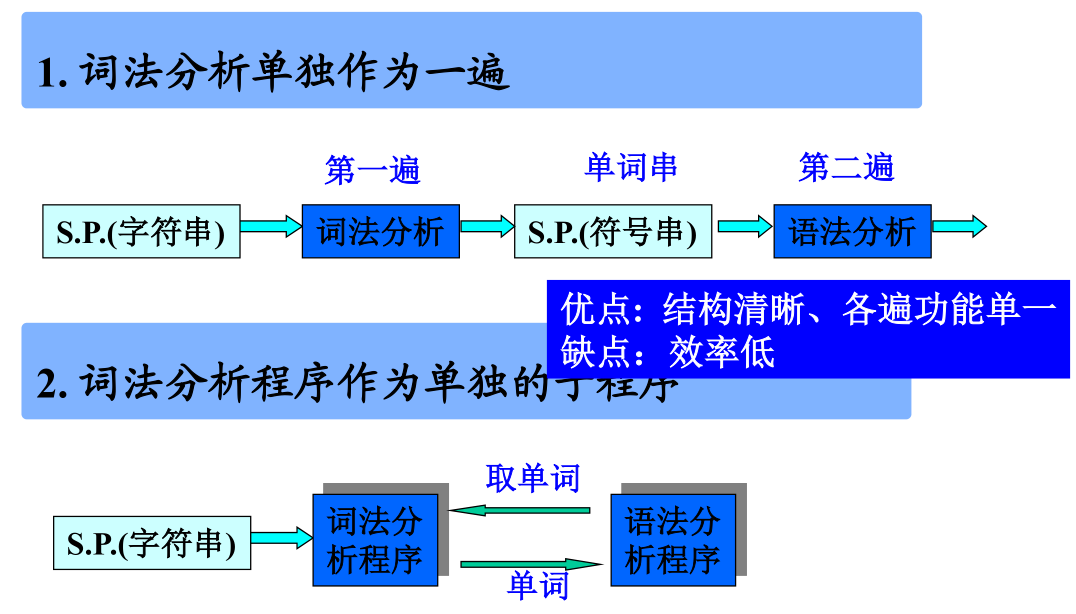 1. 词法分析单独作为一遍
第一遍
单词串
第二遍
S.P.(字符串)
词法分析
S.P.(符号串)
语法分析
优点：结构清晰、各遍功能单一
缺点：效率低
2. 词法分析程序作为单独的子程序
取单词
S.P.(字符串)
词法分
析程序
语法分
析程序
单词